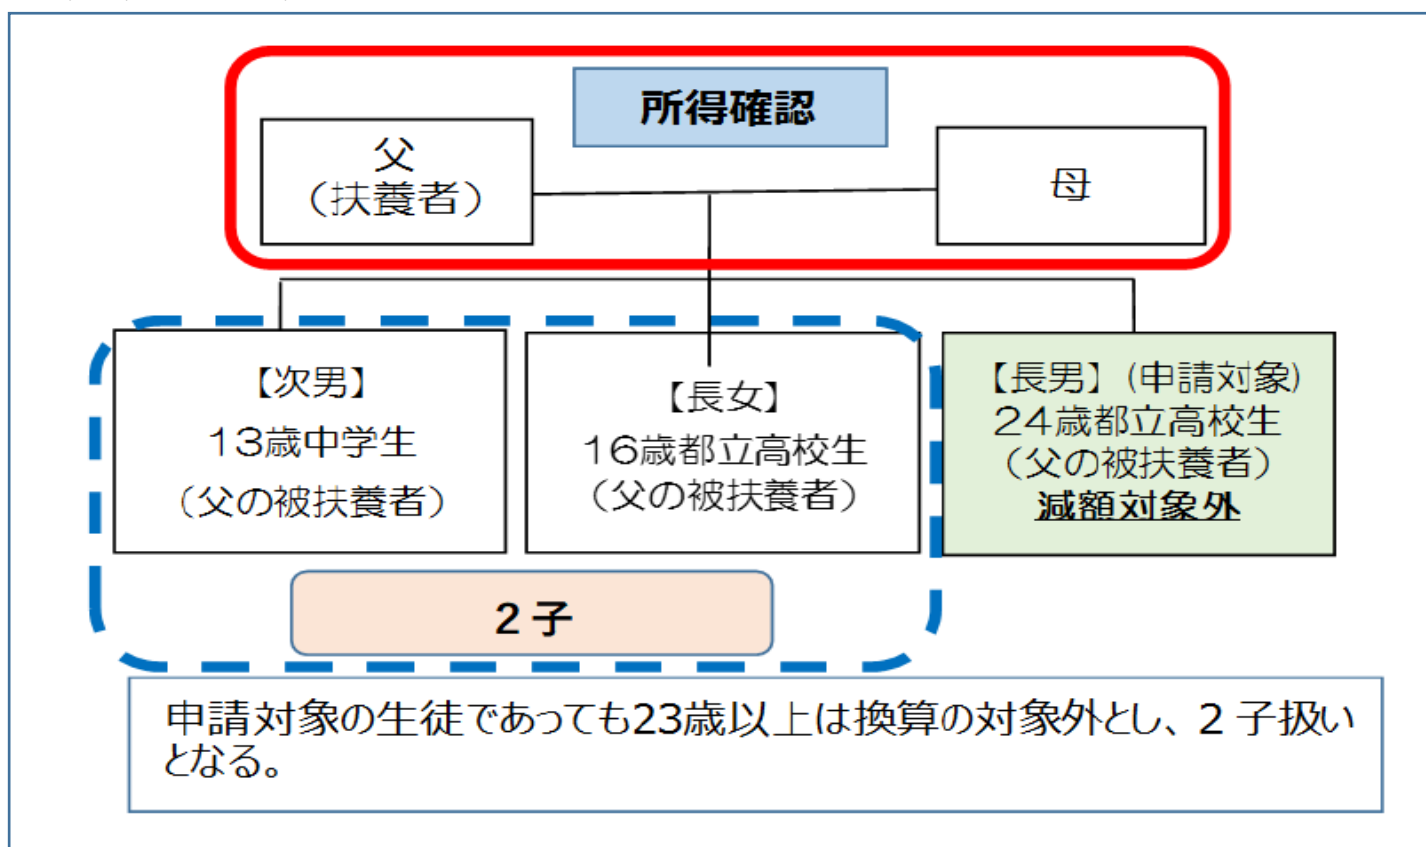 所得確認
父
（扶養者）
母
【次男】
１３歳中学生
（父の被扶養者）
【長女】
１６歳都立高校生
（父の被扶養者）
【長男】(申請対象)
２４歳都立高校生
（父の被扶養者）
減額対象外
２子
申請対象の生徒であっても23歳以上は換算の対象外とし、２子扱い
となる。